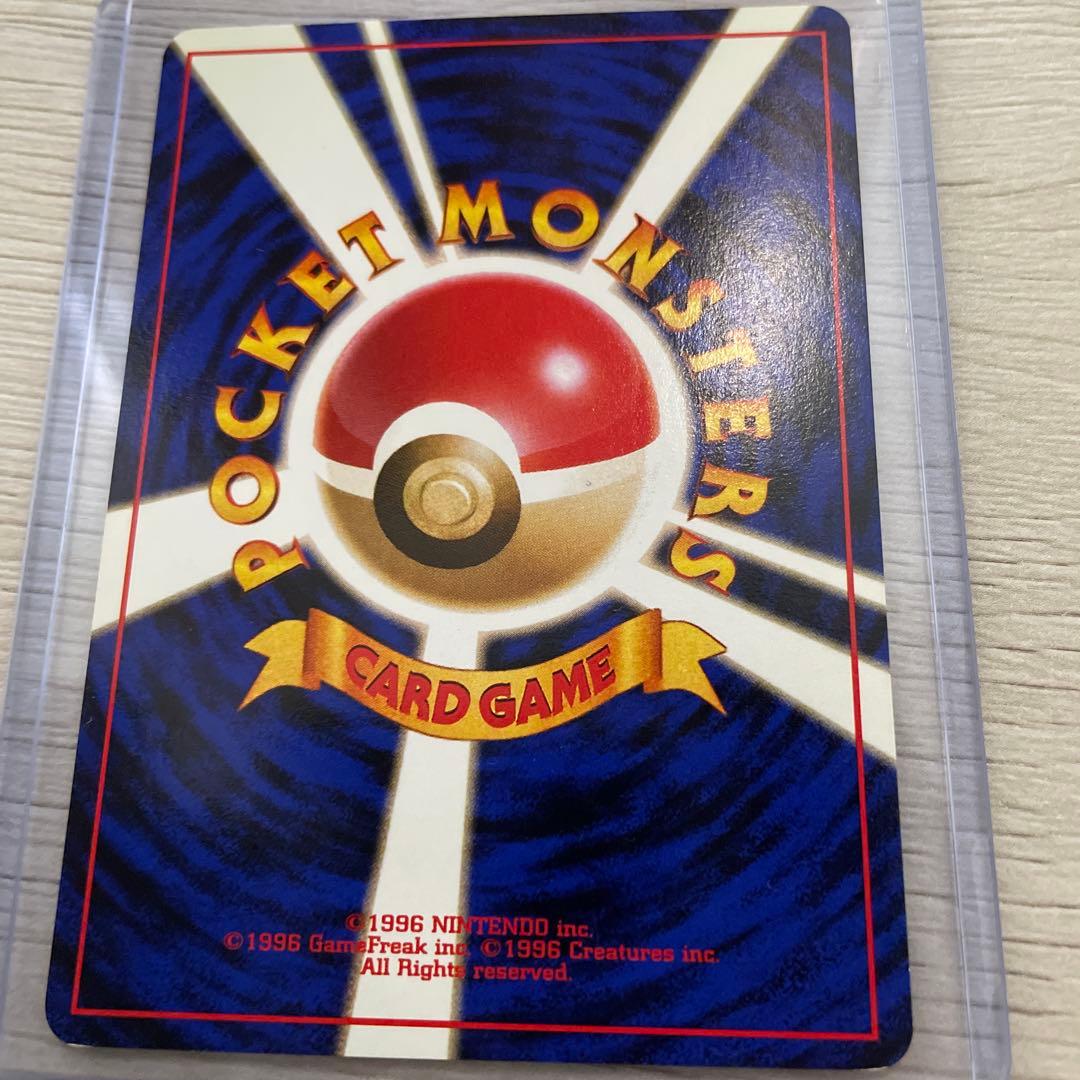 POCKET MONSTERS
CARD GAME
©1996 NINTENDO inc.
©1996 GameFreak inc. ©1996 Creatures inc.
All Rights reserved.